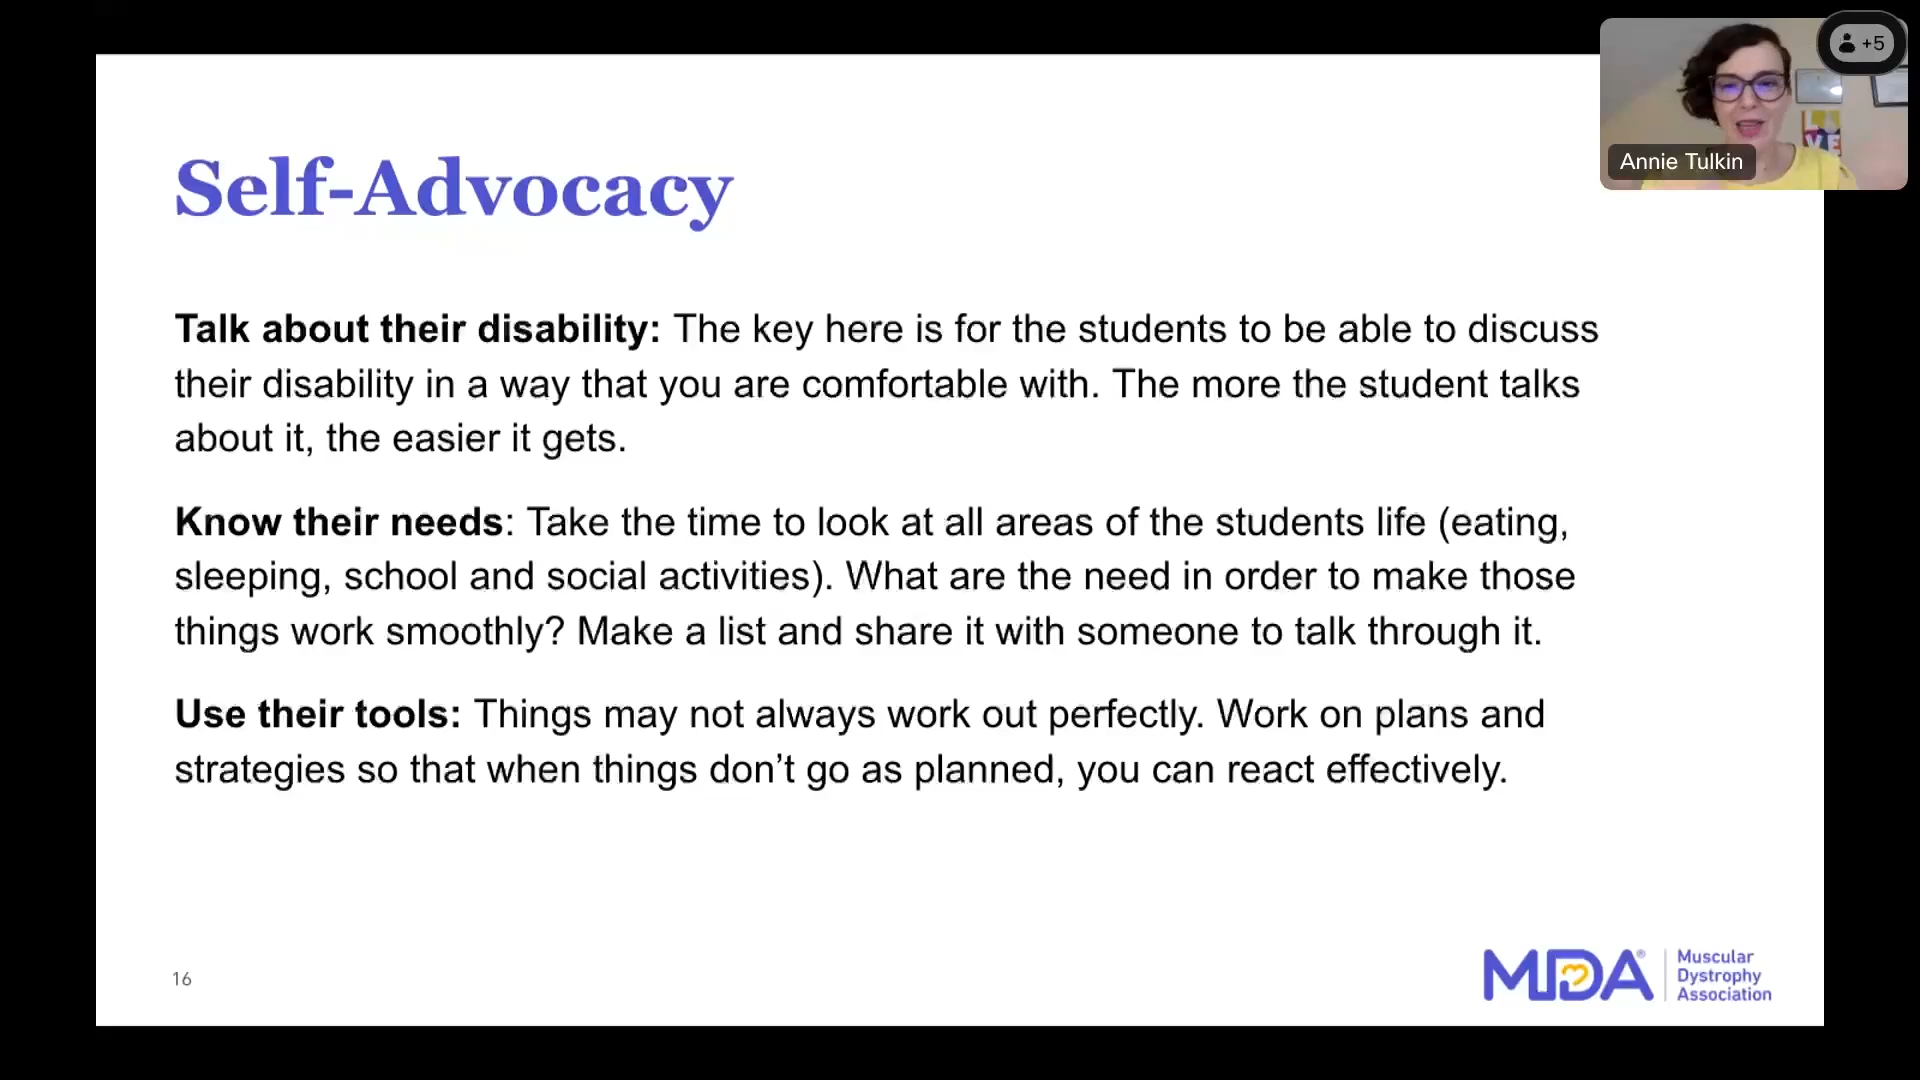 +5
LOVE
Annie Tulkin
Self-Advocacy
Talk about their disability: The key here is for the students to be able to discuss
their disability in a way that you are comfortable with. The more the student talks
about it, the easier it gets.
Know their needs: Take the time to look at all areas of the students life (eating,
sleeping, school and social activities). What are the need in order to make those
things work smoothly? Make a list and share it with someone to talk through it.
Use their tools: Things may not always work out perfectly. Work on plans and
strategies so that when things don’t go as planned, you can react effectively.
16
MDA®
Muscular
Dystrophy
Association